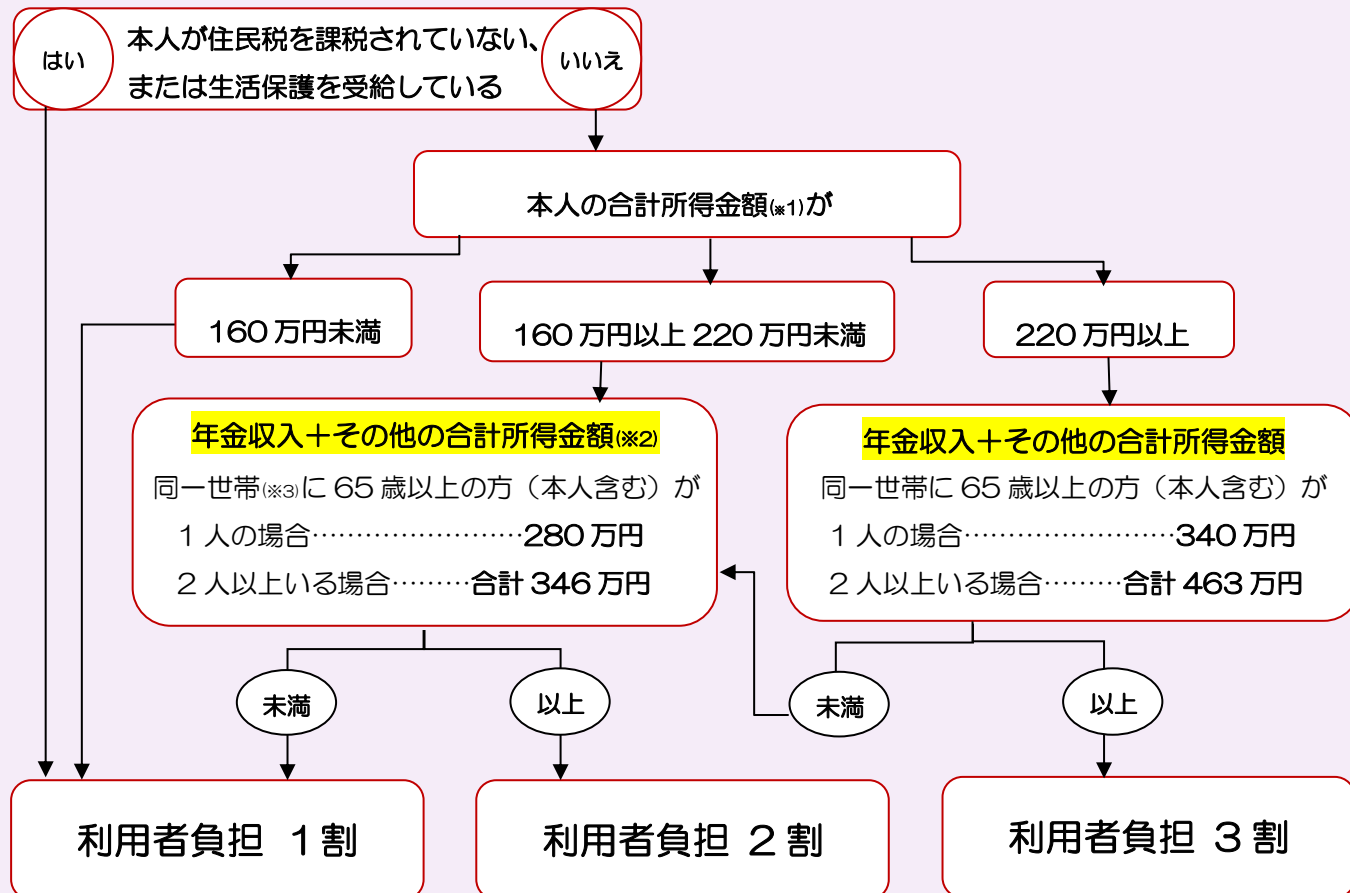 はい
本人が住民税を課税されていない、
または生活保護を受給している
いいえ
本人の合計所得金額(※1)が
160万円未満
160万円以上220万円未満
220万円以上
年金収入＋その他の合計所得金額(※2)
同一世帯(※3)に65歳以上の方（本人含む）が
1人の場合……………………280万円
2人以上いる場合………合計346万円
年金収入＋その他の合計所得金額
同一世帯に65歳以上の方（本人含む）が
1人の場合……………………340万円
2人以上いる場合………合計463万円
未満
以上
未満
以上
利用者負担 1割
利用者負担 2割
利用者負担 3割